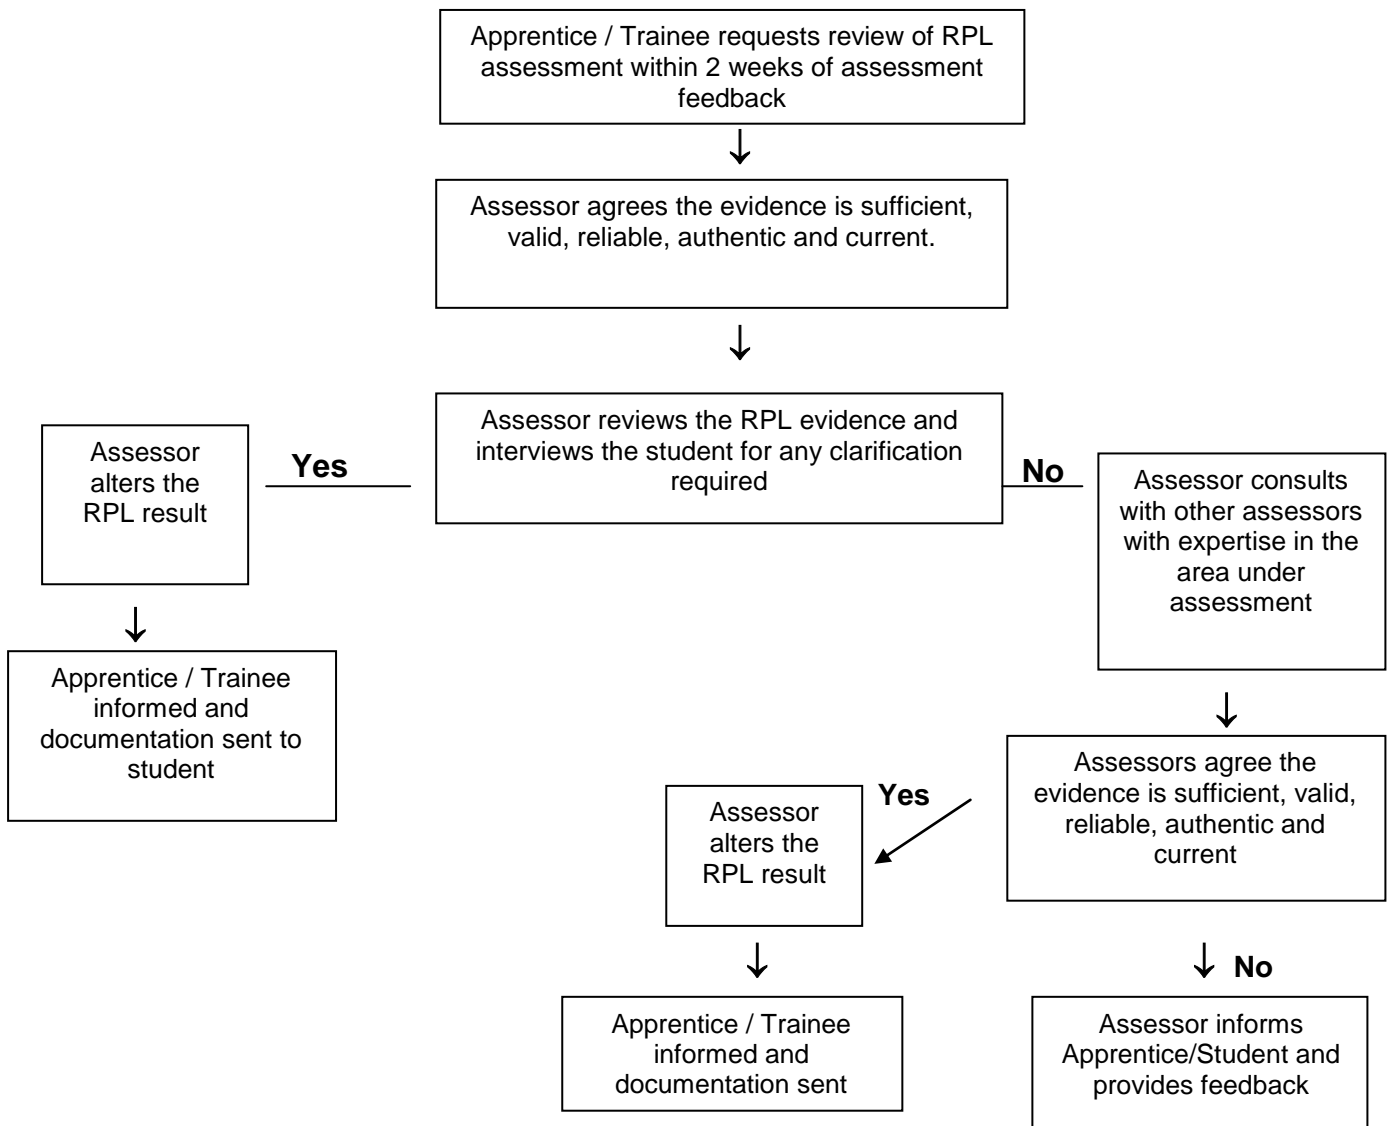 Apprentice / Trainee requests review of RPL
assessment within 2 weeks of assessment
feedback
Assessor agrees the evidence is sufficient,
valid, reliable, authentic and current.
Assessor reviews the RPL evidence and
interviews the student for any clarification
required
Yes
Assessor
alters the
RPL result
Apprentice / Trainee
informed and
documentation sent to
student
No
Assessor consults
with other assessors
with expertise in the
area under
assessment
Assessors agree the
evidence is sufficient, valid,
reliable, authentic and
current
Yes
Assessor
alters the
RPL result
Apprentice / Trainee
informed and
documentation sent
No
Assessor informs
Apprentice/Student and
provides feedback